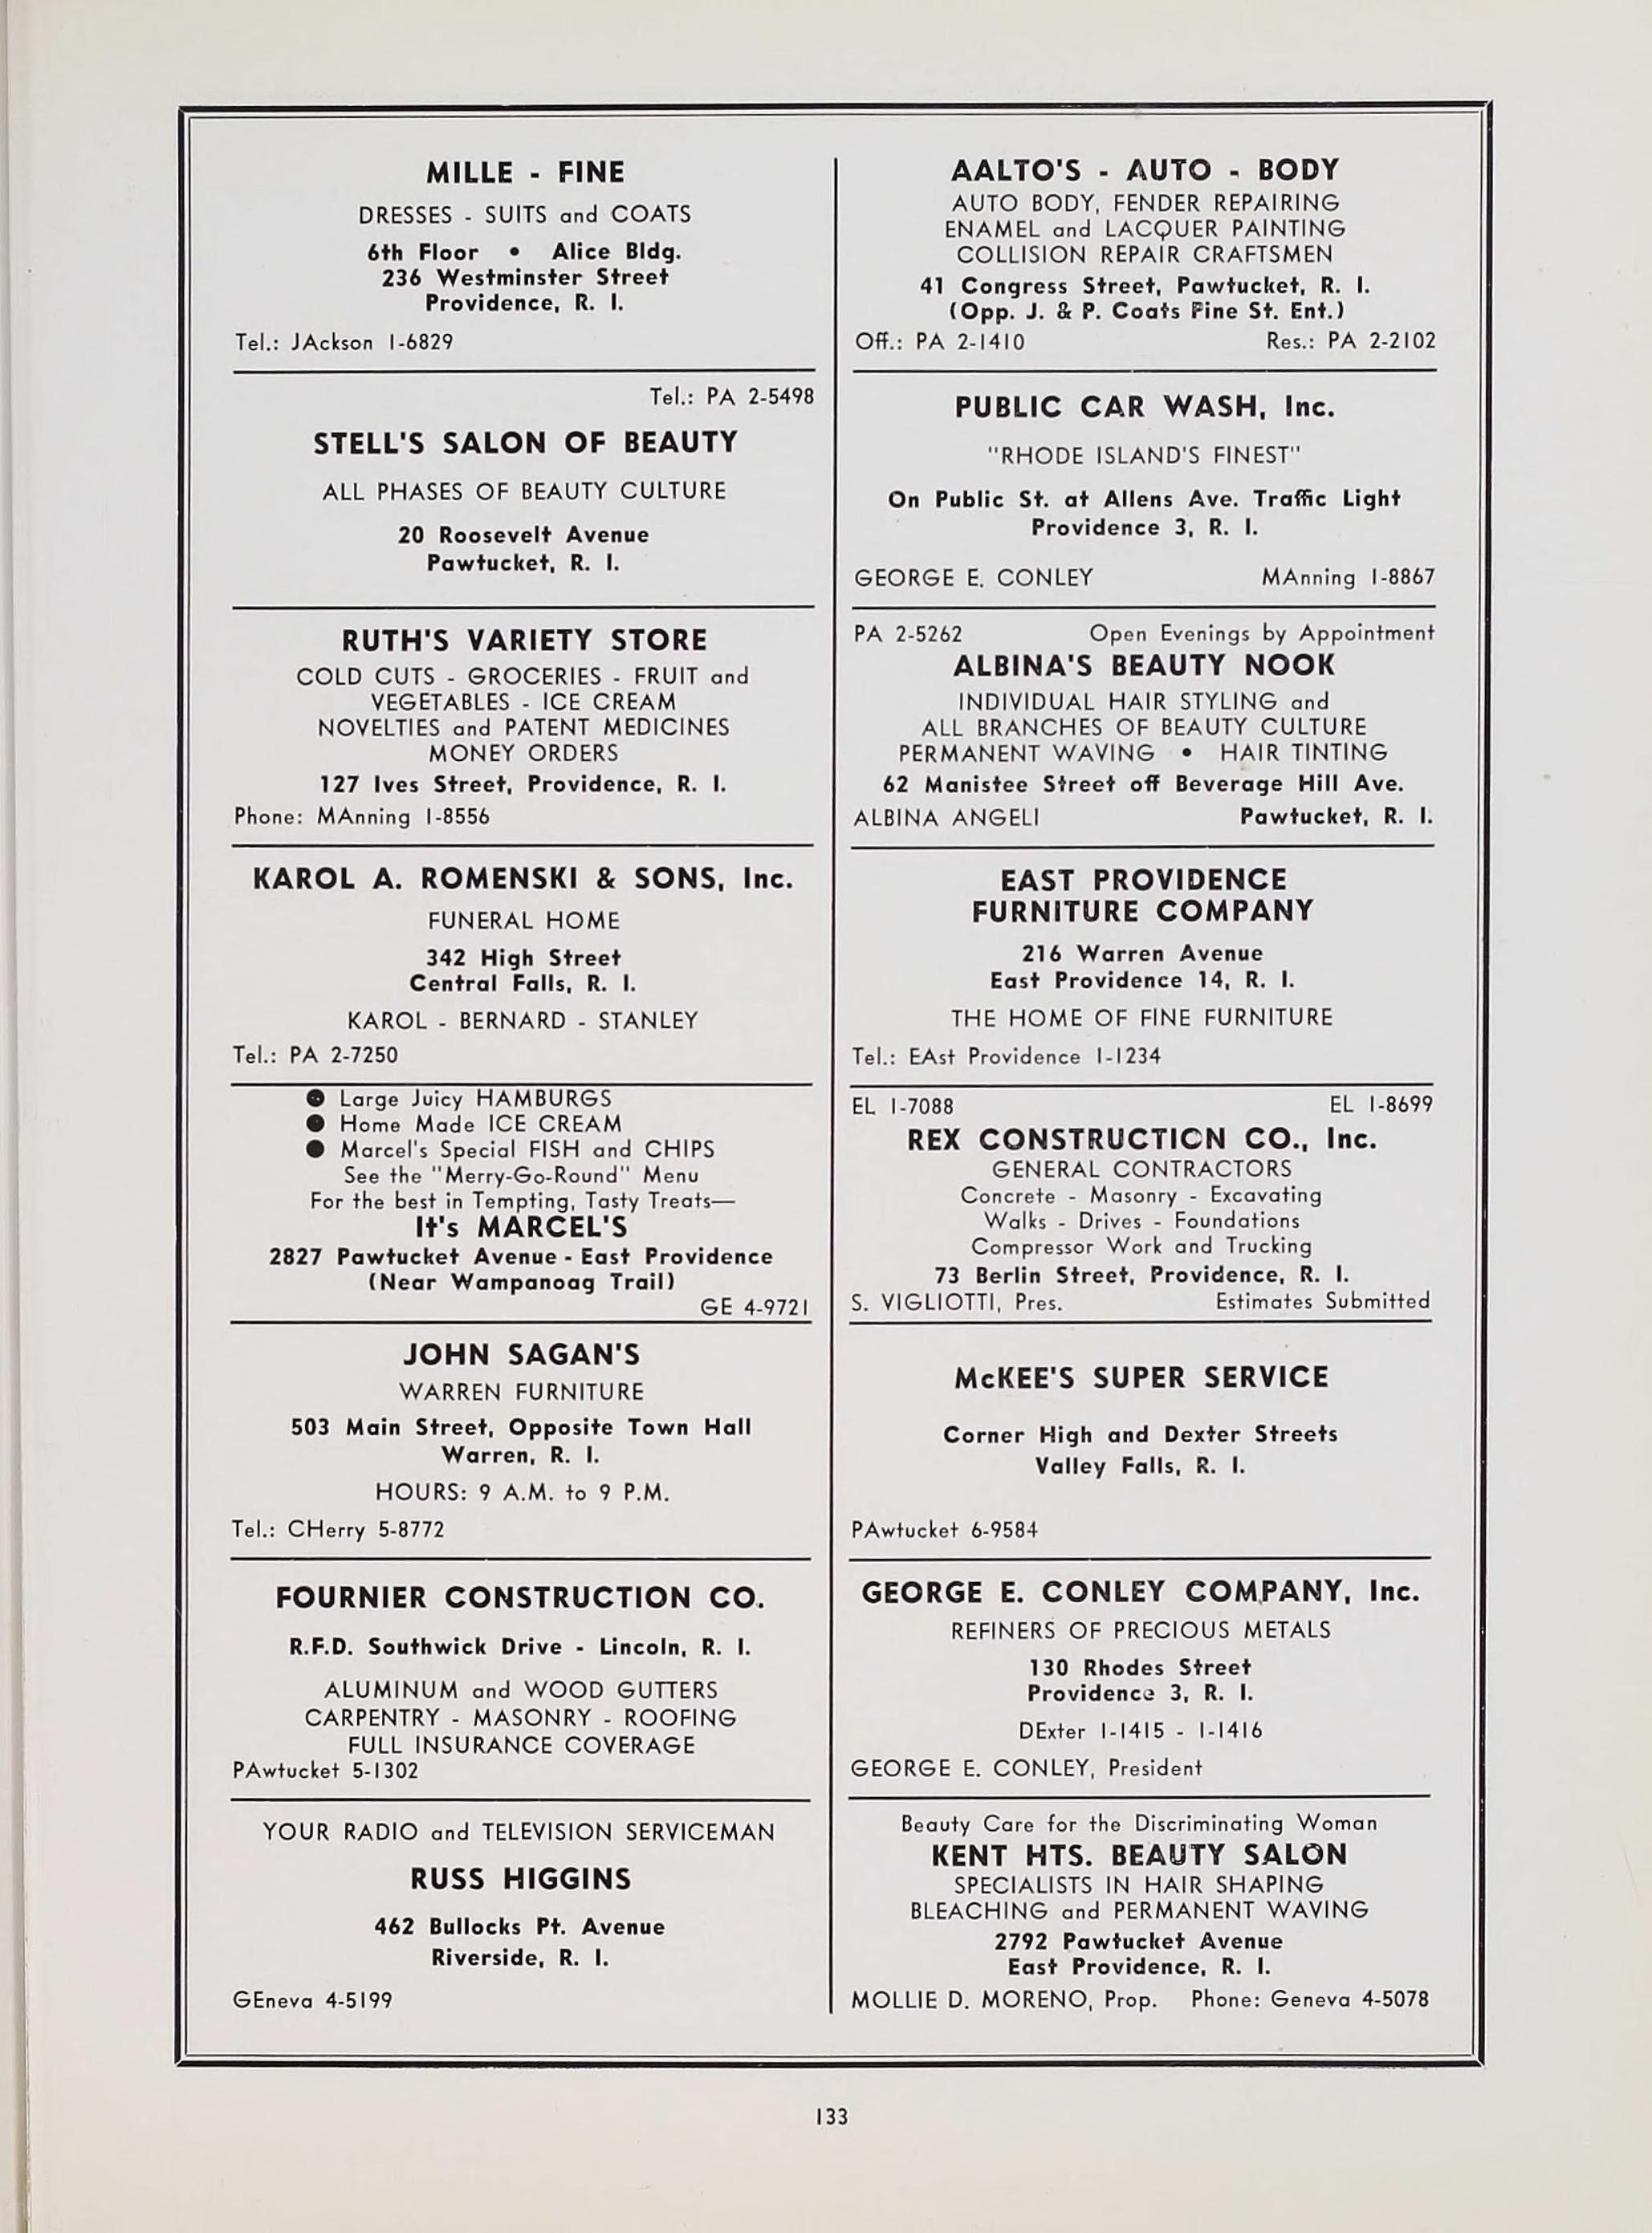 MILLE - FINE
DRESSES - SUITS and COATS
6th Floor • Alice Bldg.
236 Westminster Street
Providence, R. I.
Tel.: JAckson 1-6829
Tel.: PA 2-5498
STELL'S SALON OF BEAUTY
ALL PHASES OF BEAUTY CULTURE
20 Roosevelt Avenue
Pawtucket, R. I.
RUTH'S VARIETY STORE
COLD CUTS - GROCERIES - FRUIT and
VEGETABLES - ICE CREAM
NOVELTIES and PATENT MEDICINES
MONEY ORDERS
127 Ives Street, Providence, R. I.
Phone: MAnning 1-8556
KAROL A. ROMENSKI & SONS, Inc.
FUNERAL HOME
342 High Street
Central Falls, R. I.
KAROL - BERNARD - STANLEY
Tel.: PA 2-7250
● Large Juicy HAMBURGS
● Home Made ICE CREAM
● Marcel's Special FISH and CHIPS
See the "Merry-Go-Round" Menu
For the best in Tempting, Tasty Treats—
It's MARCEL'S
2827 Pawtucket Avenue - East Providence
(Near Wampanoag Trail)
GE 4-9721
JOHN SAGAN'S
WARREN FURNITURE
503 Main Street, Opposite Town Hall
Warren, R. I.
HOURS: 9 A.M. to 9 P.M.
Tel.: CHerry 5-8772
FOURNIER CONSTRUCTION CO.
R.F.D. Southwick Drive - Lincoln, R. I.
ALUMINUM and WOOD GUTTERS
CARPENTRY - MASONRY - ROOFING
FULL INSURANCE COVERAGE
PAwtucket 5-1302
YOUR RADIO and TELEVISION SERVICEMAN
RUSS HIGGINS
462 Bullocks Pt. Avenue
Riverside, R. I.
GEneva 4-5199
AALTO'S - AUTO - BODY
AUTO BODY, FENDER REPAIRING
ENAMEL and LACQUER PAINTING
COLLISION REPAIR CRAFTSMEN
41 Congress Street, Pawtucket, R. I.
(Opp. J. & P. Coats Pine St. Ent.)
Off.: PA 2-1410 Res.: PA 2-2102
PUBLIC CAR WASH, Inc.
"RHODE ISLAND'S FINEST"
On Public St. at Allens Ave. Traffic Light
Providence 3, R. I.
GEORGE E. CONLEY MAnning 1-8867
PA 2-5262 Open Evenings by Appointment
ALBINA'S BEAUTY NOOK
INDIVIDUAL HAIR STYLING and
ALL BRANCHES OF BEAUTY CULTURE
PERMANENT WAVING • HAIR TINTING
62 Manistee Street off Beverage Hill Ave.
ALBINA ANGELI Pawtucket, R. I.
EAST PROVIDENCE
FURNITURE COMPANY
216 Warren Avenue
East Providence 14, R. I.
THE HOME OF FINE FURNITURE
Tel.: EAst Providence 1-1234
EL 1-7088 EL 1-8699
REX CONSTRUCTION CO., Inc.
GENERAL CONTRACTORS
Concrete - Masonry - Excavating
Walks - Drives - Foundations
Compressor Work and Trucking
73 Berlin Street, Providence, R. I.
S. VIGLIOTTI, Pres. Estimates Submitted
McKEE'S SUPER SERVICE
Corner High and Dexter Streets
Valley Falls, R. I.
PAwtucket 6-9584
GEORGE E. CONLEY COMPANY, Inc.
REFINERS OF PRECIOUS METALS
130 Rhodes Street
Providence 3, R. I.
DExter 1-1415 - 1-1416
GEORGE E. CONLEY, President
Beauty Care for the Discriminating Woman
KENT HTS. BEAUTY SALON
SPECIALISTS IN HAIR SHAPING
BLEACHING and PERMANENT WAVING
2792 Pawtucket Avenue
East Providence, R. I.
MOLLIE D. MORENO, Prop. Phone: Geneva 4-5078
133